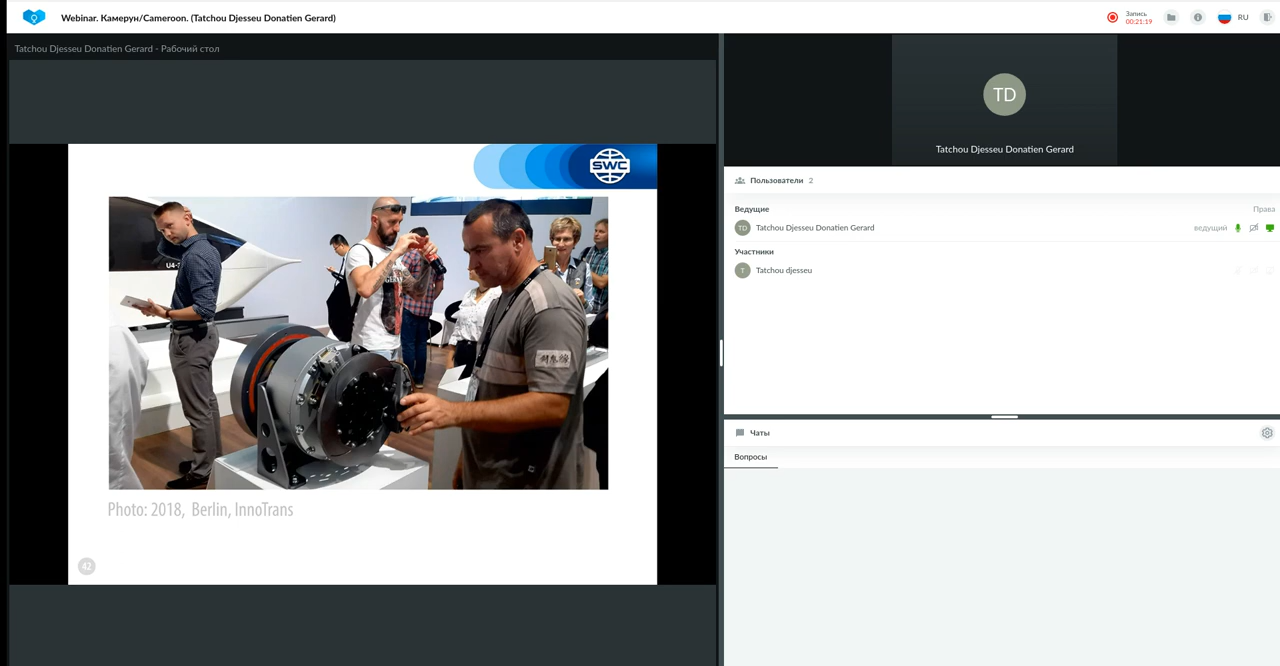 Webinar. Камерун/Cameroon. (Tatchou Djesseu Donatien Gerard)
Запись
00:21:19
RU
Tatchou Djesseu Donatien Gerard - Рабочий стол
SWC
U4-
Photo: 2018, Berlin, InnoTrans
42
TD
Tatchou Djesseu Donatien Gerard
Пользователи 2
Ведущие Права
TD Tatchou Djesseu Donatien Gerard ведущий
Участники
T Tatchou djesseu
Чаты
Вопросы